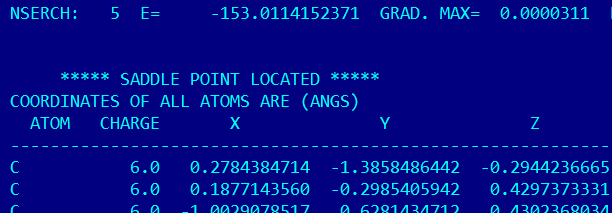 NSERCH: 5 E= -153.0114152371 GRAD. MAX= 0.0000311
***** SADDLE POINT LOCATED *****
COORDINATES OF ALL ATOMS ARE (ANGS)
ATOM CHARGE X Y Z
------------------------------------------------------------
C 6.0 0.2784384714 -1.3858486442 -0.2944236665
C 6.0 0.1877143560 -0.2985405942 0.4297373331
C 6.0 -1.0029078517 0.6281434712 0.4302368034